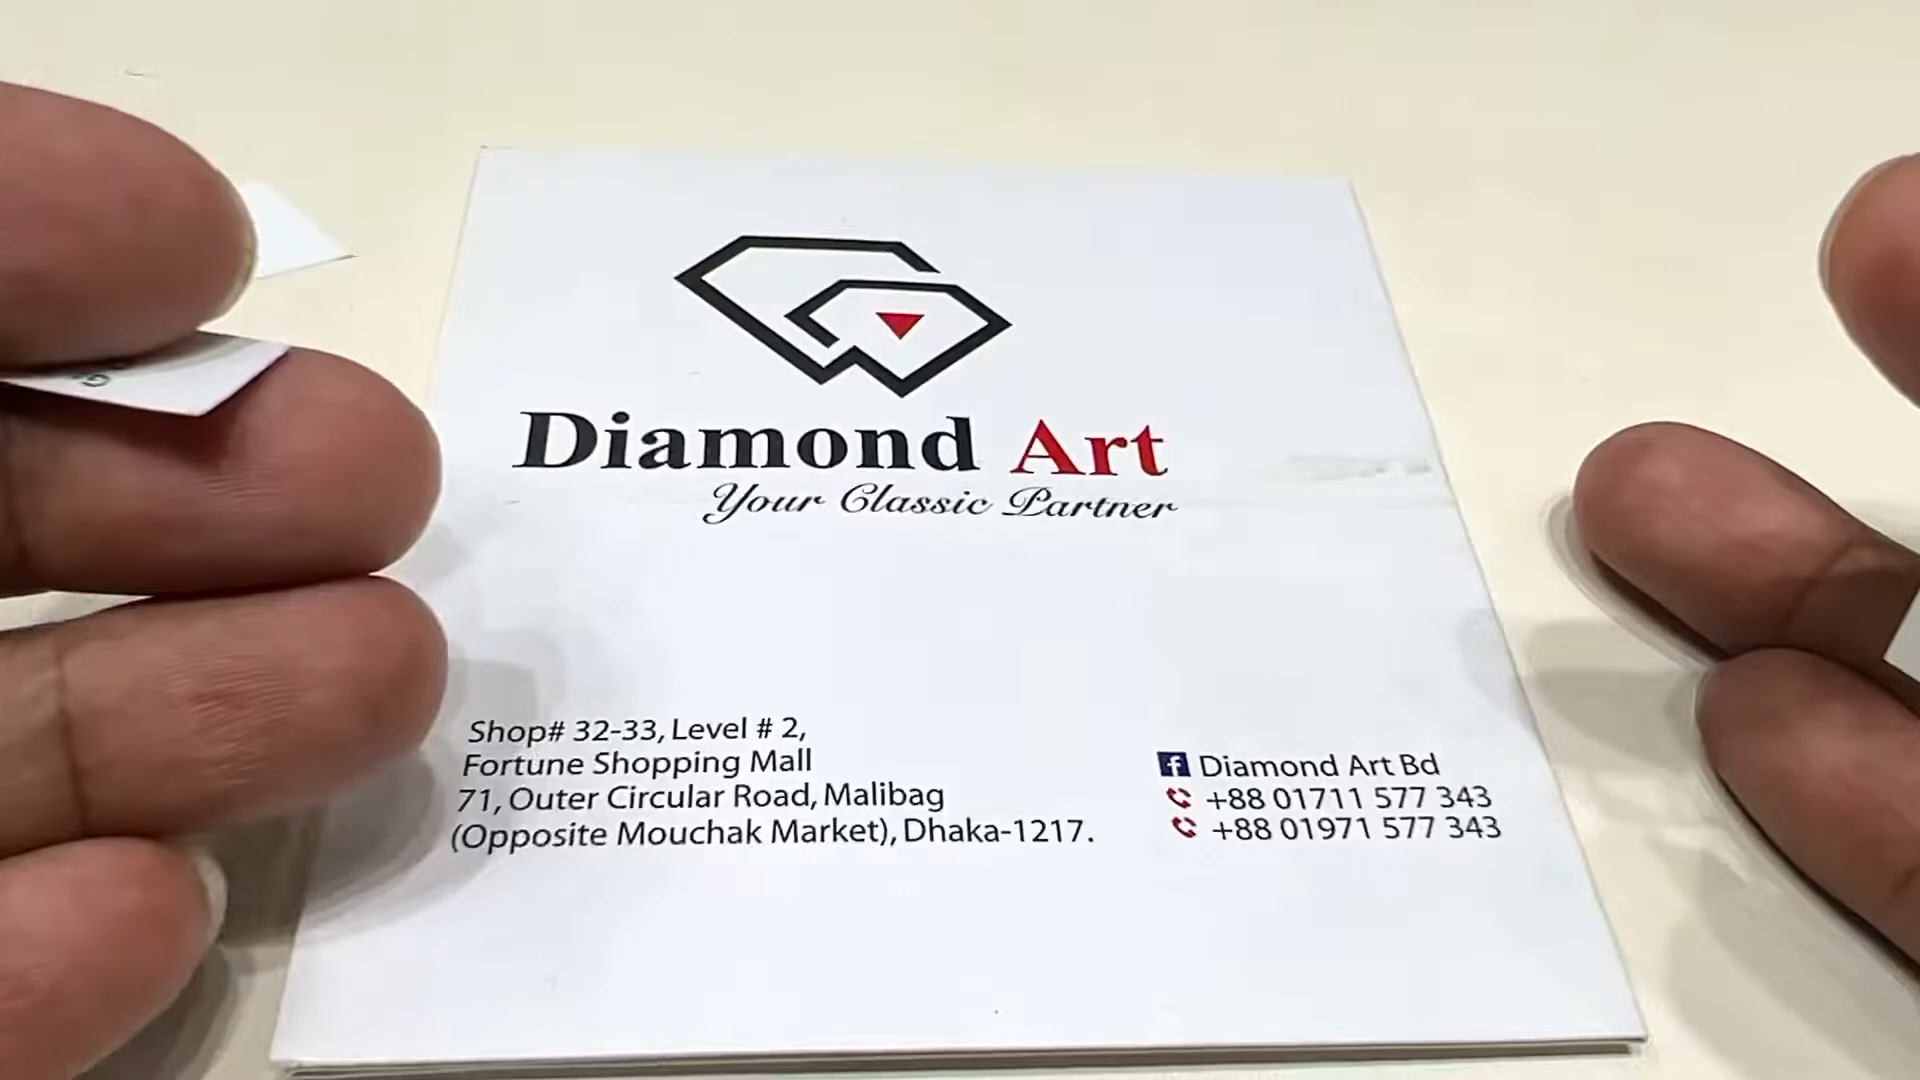 Diamond Art
Your Classic Partner
Shop# 32-33, Level # 2,
Fortune Shopping Mall
71, Outer Circular Road, Malibag
(Opposite Mouchak Market), Dhaka-1217.
Diamond Art Bd
+88 01711 577 343
+88 01971 577 343